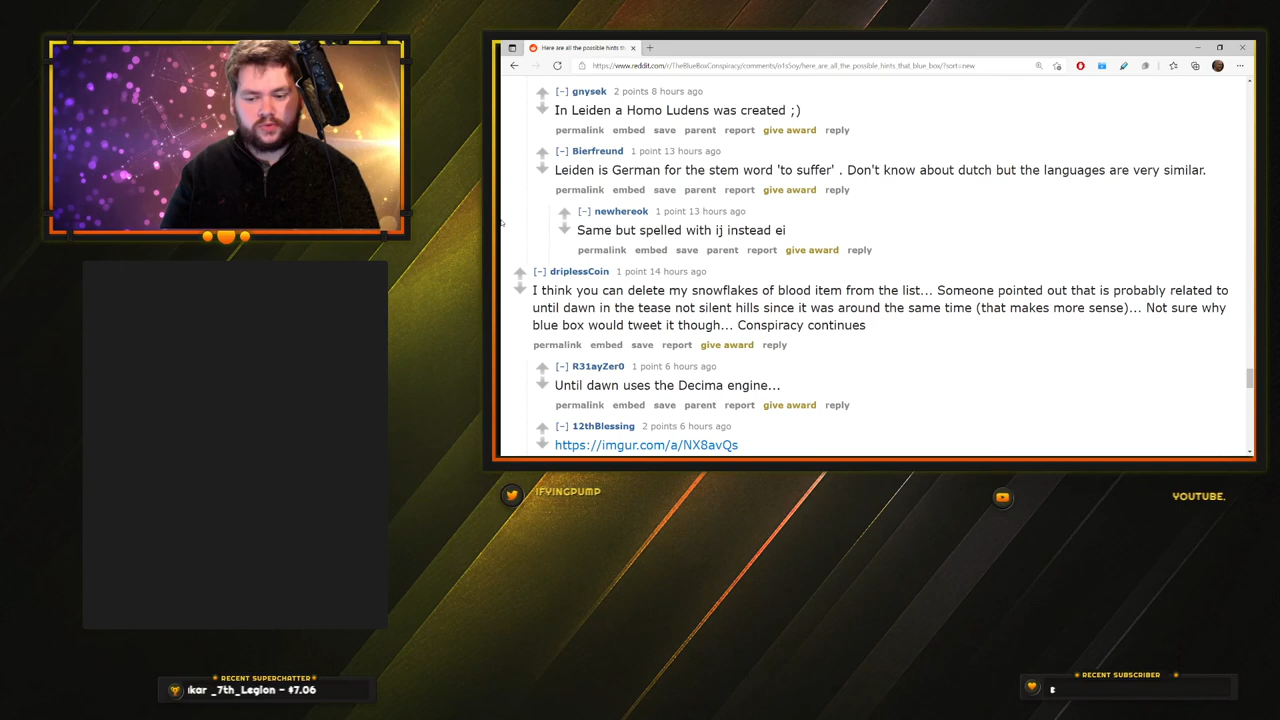 Here are all the possible hints th
https://www.reddit.com/r/TheBlueBoxConspiracy/comments/o1s5oy/here_are_all_the_possible_hints_that_blue_box/?sort=new
[–] gnysek 2 points 8 hours ago
In Leiden a Homo Ludens was created ;)
permalink embed save parent report give award reply
[–] Bierfreund 1 point 13 hours ago
Leiden is German for the stem word 'to suffer' . Don't know about dutch but the languages are very similar.
permalink embed save parent report give award reply
[–] newhereok 1 point 13 hours ago
Same but spelled with ij instead ei
permalink embed save parent report give award reply
[–] driplessCoin 1 point 14 hours ago
I think you can delete my snowflakes of blood item from the list... Someone pointed out that is probably related to
until dawn in the tease not silent hills since it was around the same time (that makes more sense)... Not sure why
blue box would tweet it though... Conspiracy continues
permalink embed save report give award reply
[–] R31ayZer0 1 point 6 hours ago
Until dawn uses the Decima engine...
permalink embed save parent report give award reply
[–] 12thBlessing 2 points 6 hours ago
https://imgur.com/a/NX8avQs
IFYINGPUMP
YOUTUBE.
RECENT SUPERCHATTER
ikar _7th_Legion - $7.06
RECENT SUBSCRIBER